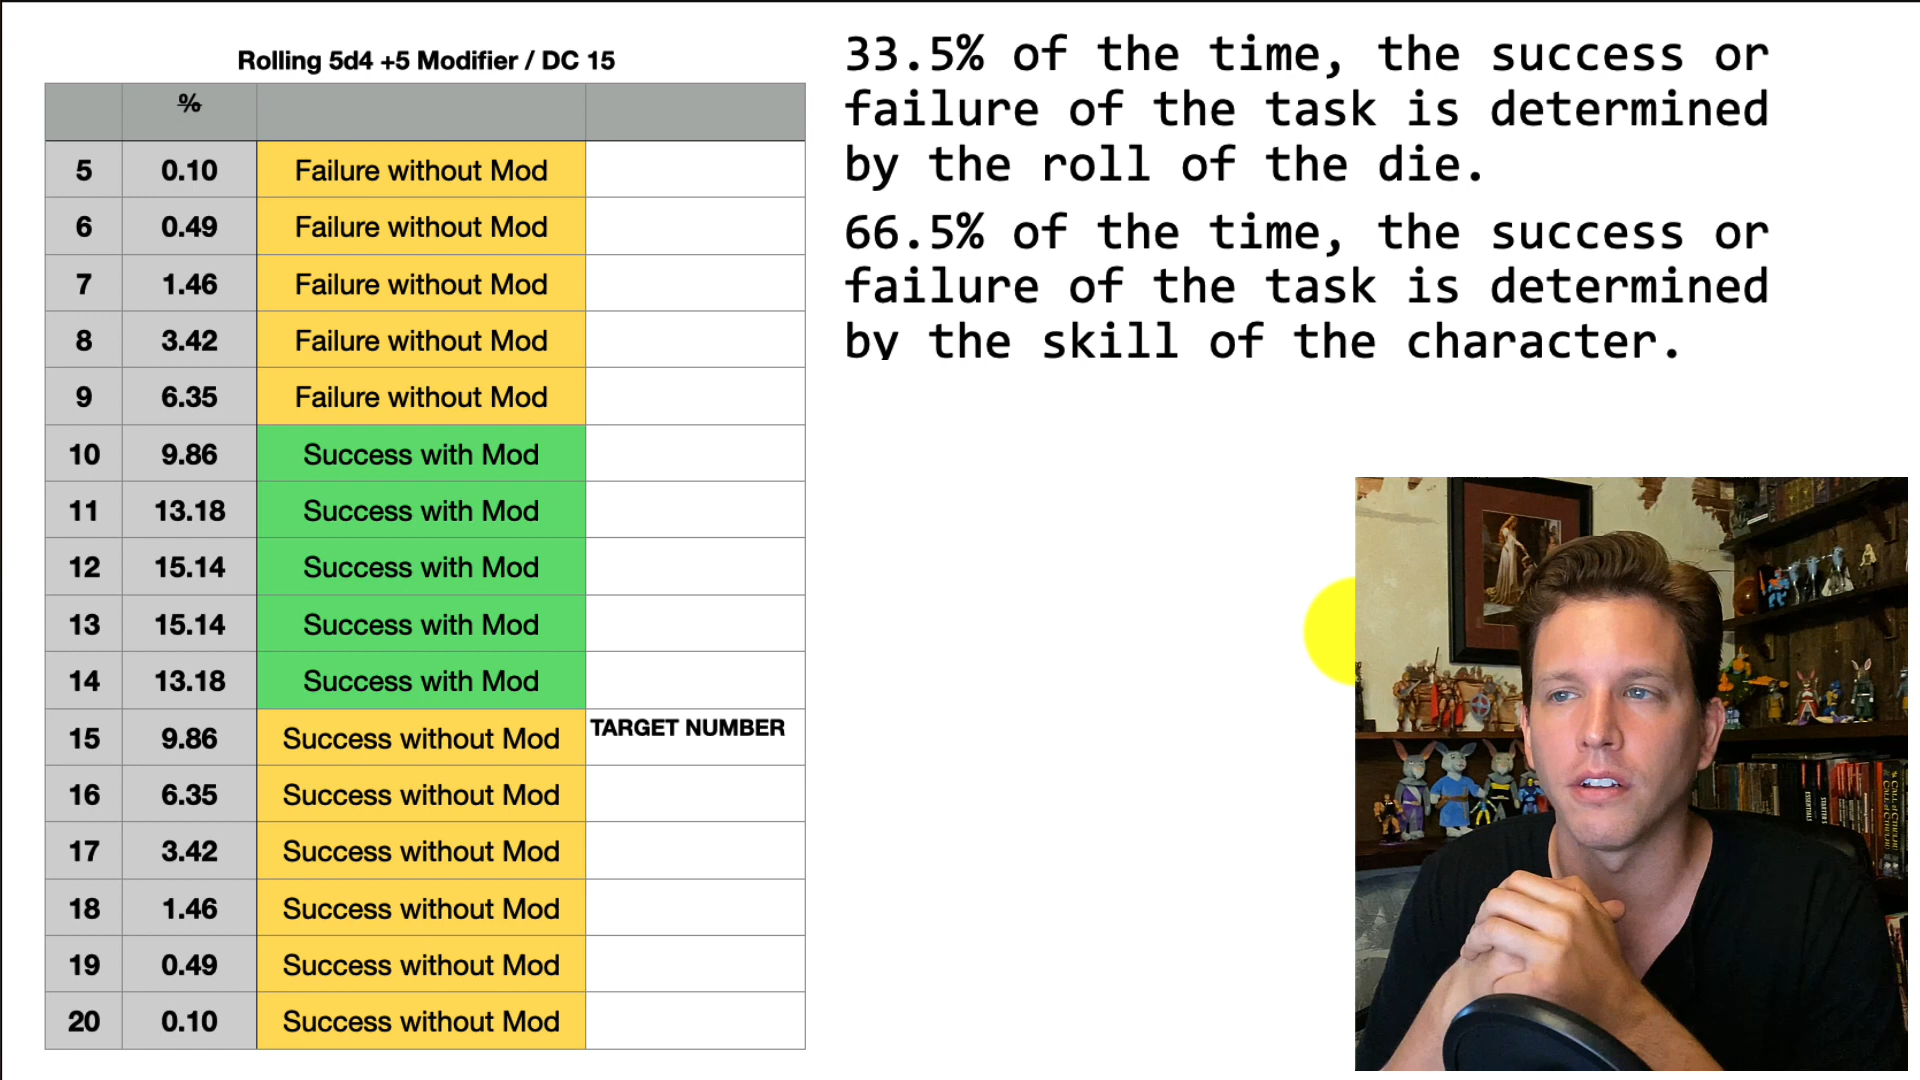 Rolling 5d4 +5 Modifier / DC 15
%
5 0.10 Failure without Mod
6 0.49 Failure without Mod
7 1.46 Failure without Mod
8 3.42 Failure without Mod
9 6.35 Failure without Mod
10 9.86 Success with Mod
11 13.18 Success with Mod
12 15.14 Success with Mod
13 15.14 Success with Mod
14 13.18 Success with Mod
15 9.86 Success without Mod TARGET NUMBER
16 6.35 Success without Mod
17 3.42 Success without Mod
18 1.46 Success without Mod
19 0.49 Success without Mod
20 0.10 Success without Mod
33.5% of the time, the success or
failure of the task is determined
by the roll of the die.
66.5% of the time, the success or
failure of the task is determined
by the skill of the character.